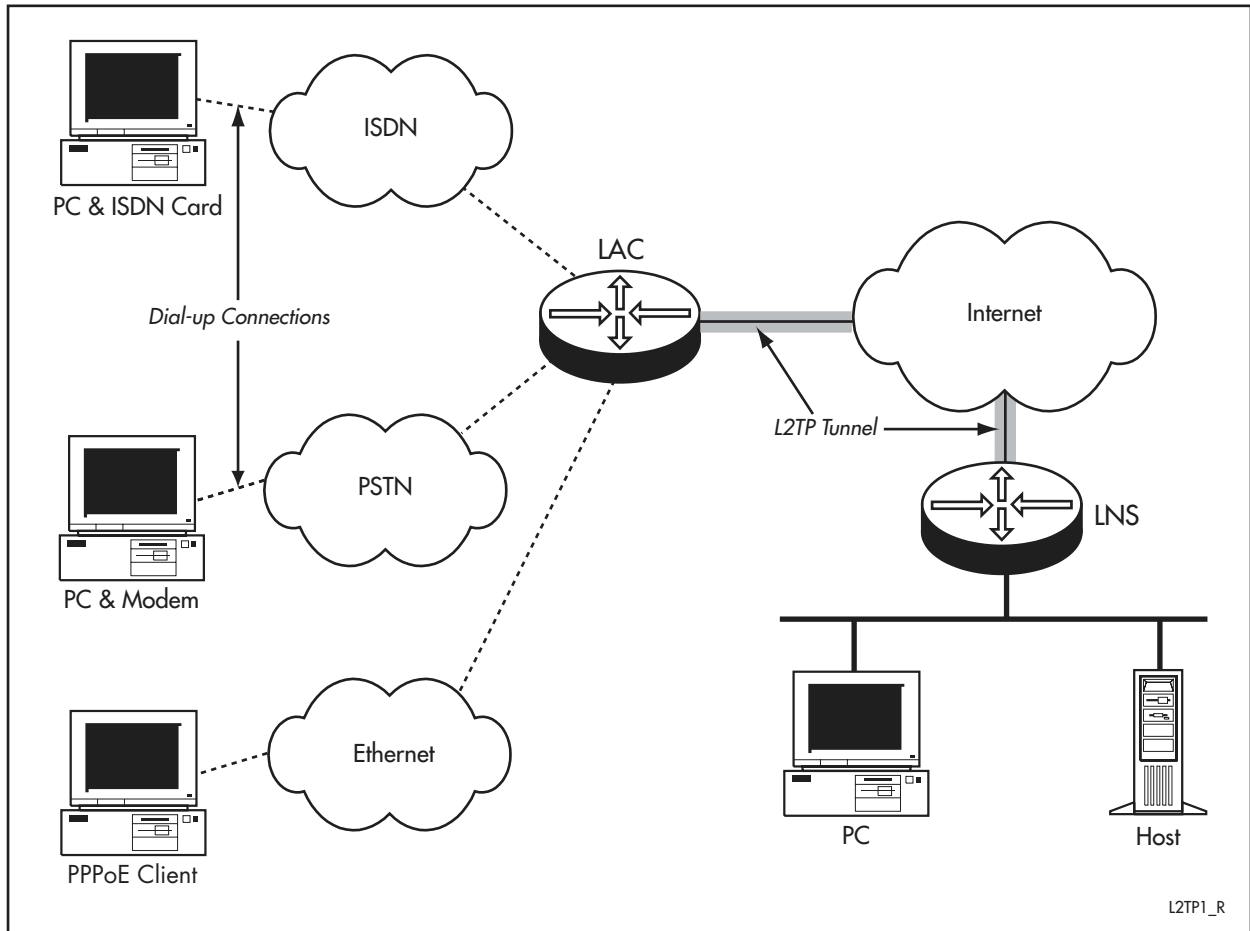 ISDN
PC & ISDN Card
LAC
Dial-up Connections
Internet
L2TP Tunnel
PSTN
LNS
PC & Modem
Ethernet
PC
Host
PPPoE Client
L2TP1_R